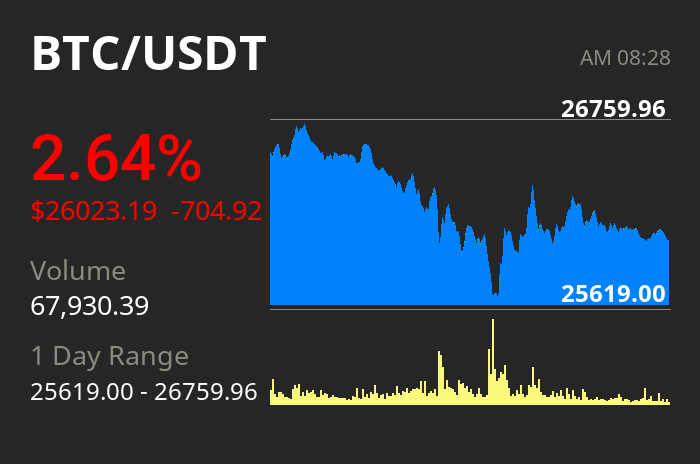 BTC/USDT
AM 08:28
26759.96
2.64%
$26023.19 -704.92
Volume
67,930.39
25619.00
1 Day Range
25619.00 - 26759.96